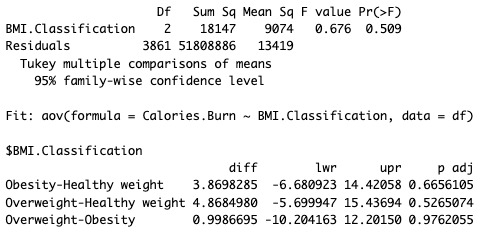 Df Sum Sq Mean Sq F value Pr(>F)
BMI.Classification 2 18147 9074 0.676 0.509
Residuals 3861 51808886 13419
Tukey multiple comparisons of means
95% family-wise confidence level
Fit: aov(formula = Calories.Burn ~ BMI.Classification, data = df)
$BMI.Classification
diff lwr upr p adj
Obesity-Healthy weight 3.8698285 -6.680923 14.42058 0.6656105
Overweight-Healthy weight 4.8684980 -5.699947 15.43694 0.5265074
Overweight-Obesity 0.9986695 -10.204163 12.20150 0.9762055